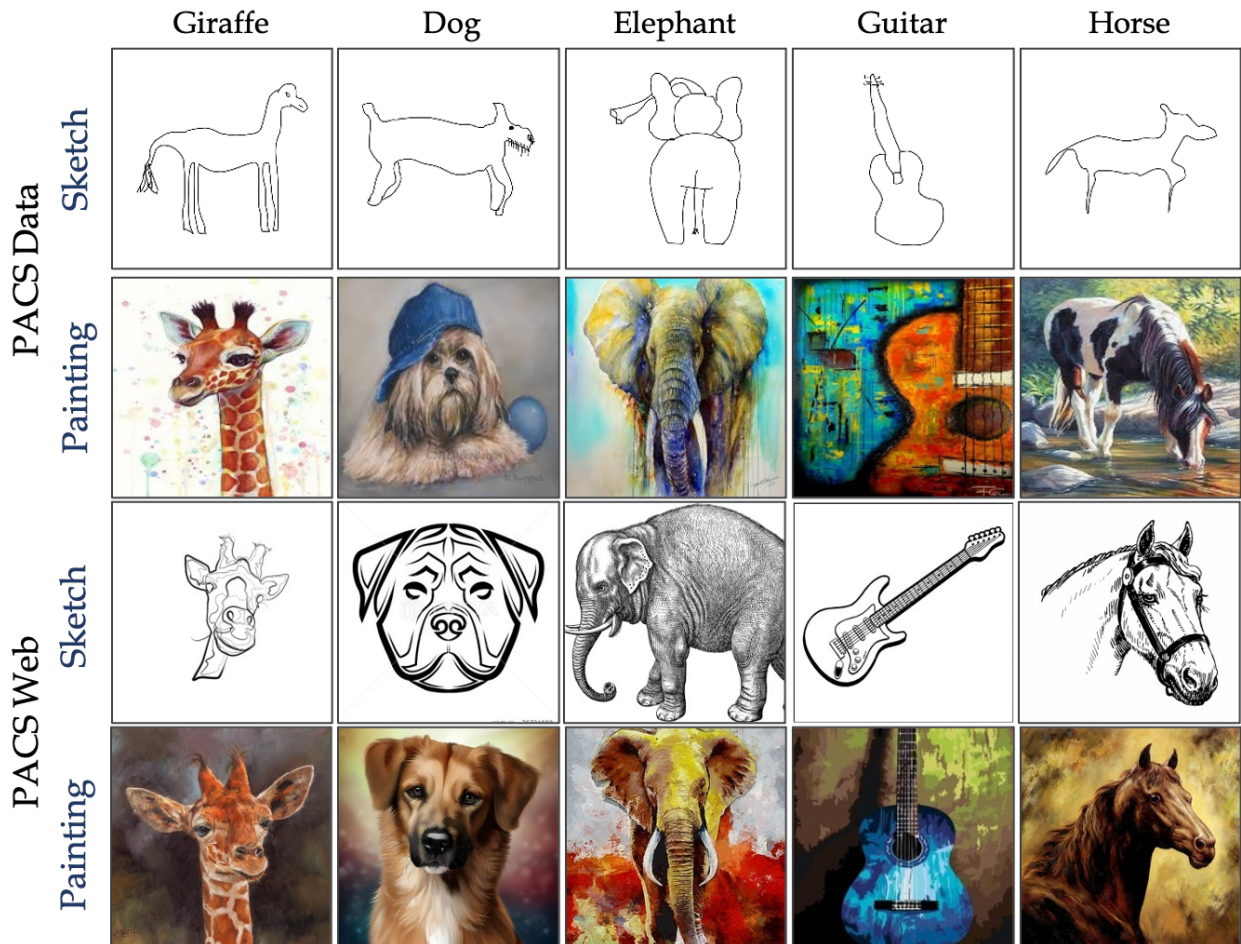 Giraffe Dog Elephant Guitar Horse
PACS Data
Sketch
Painting
PACS Web
Sketch
Painting